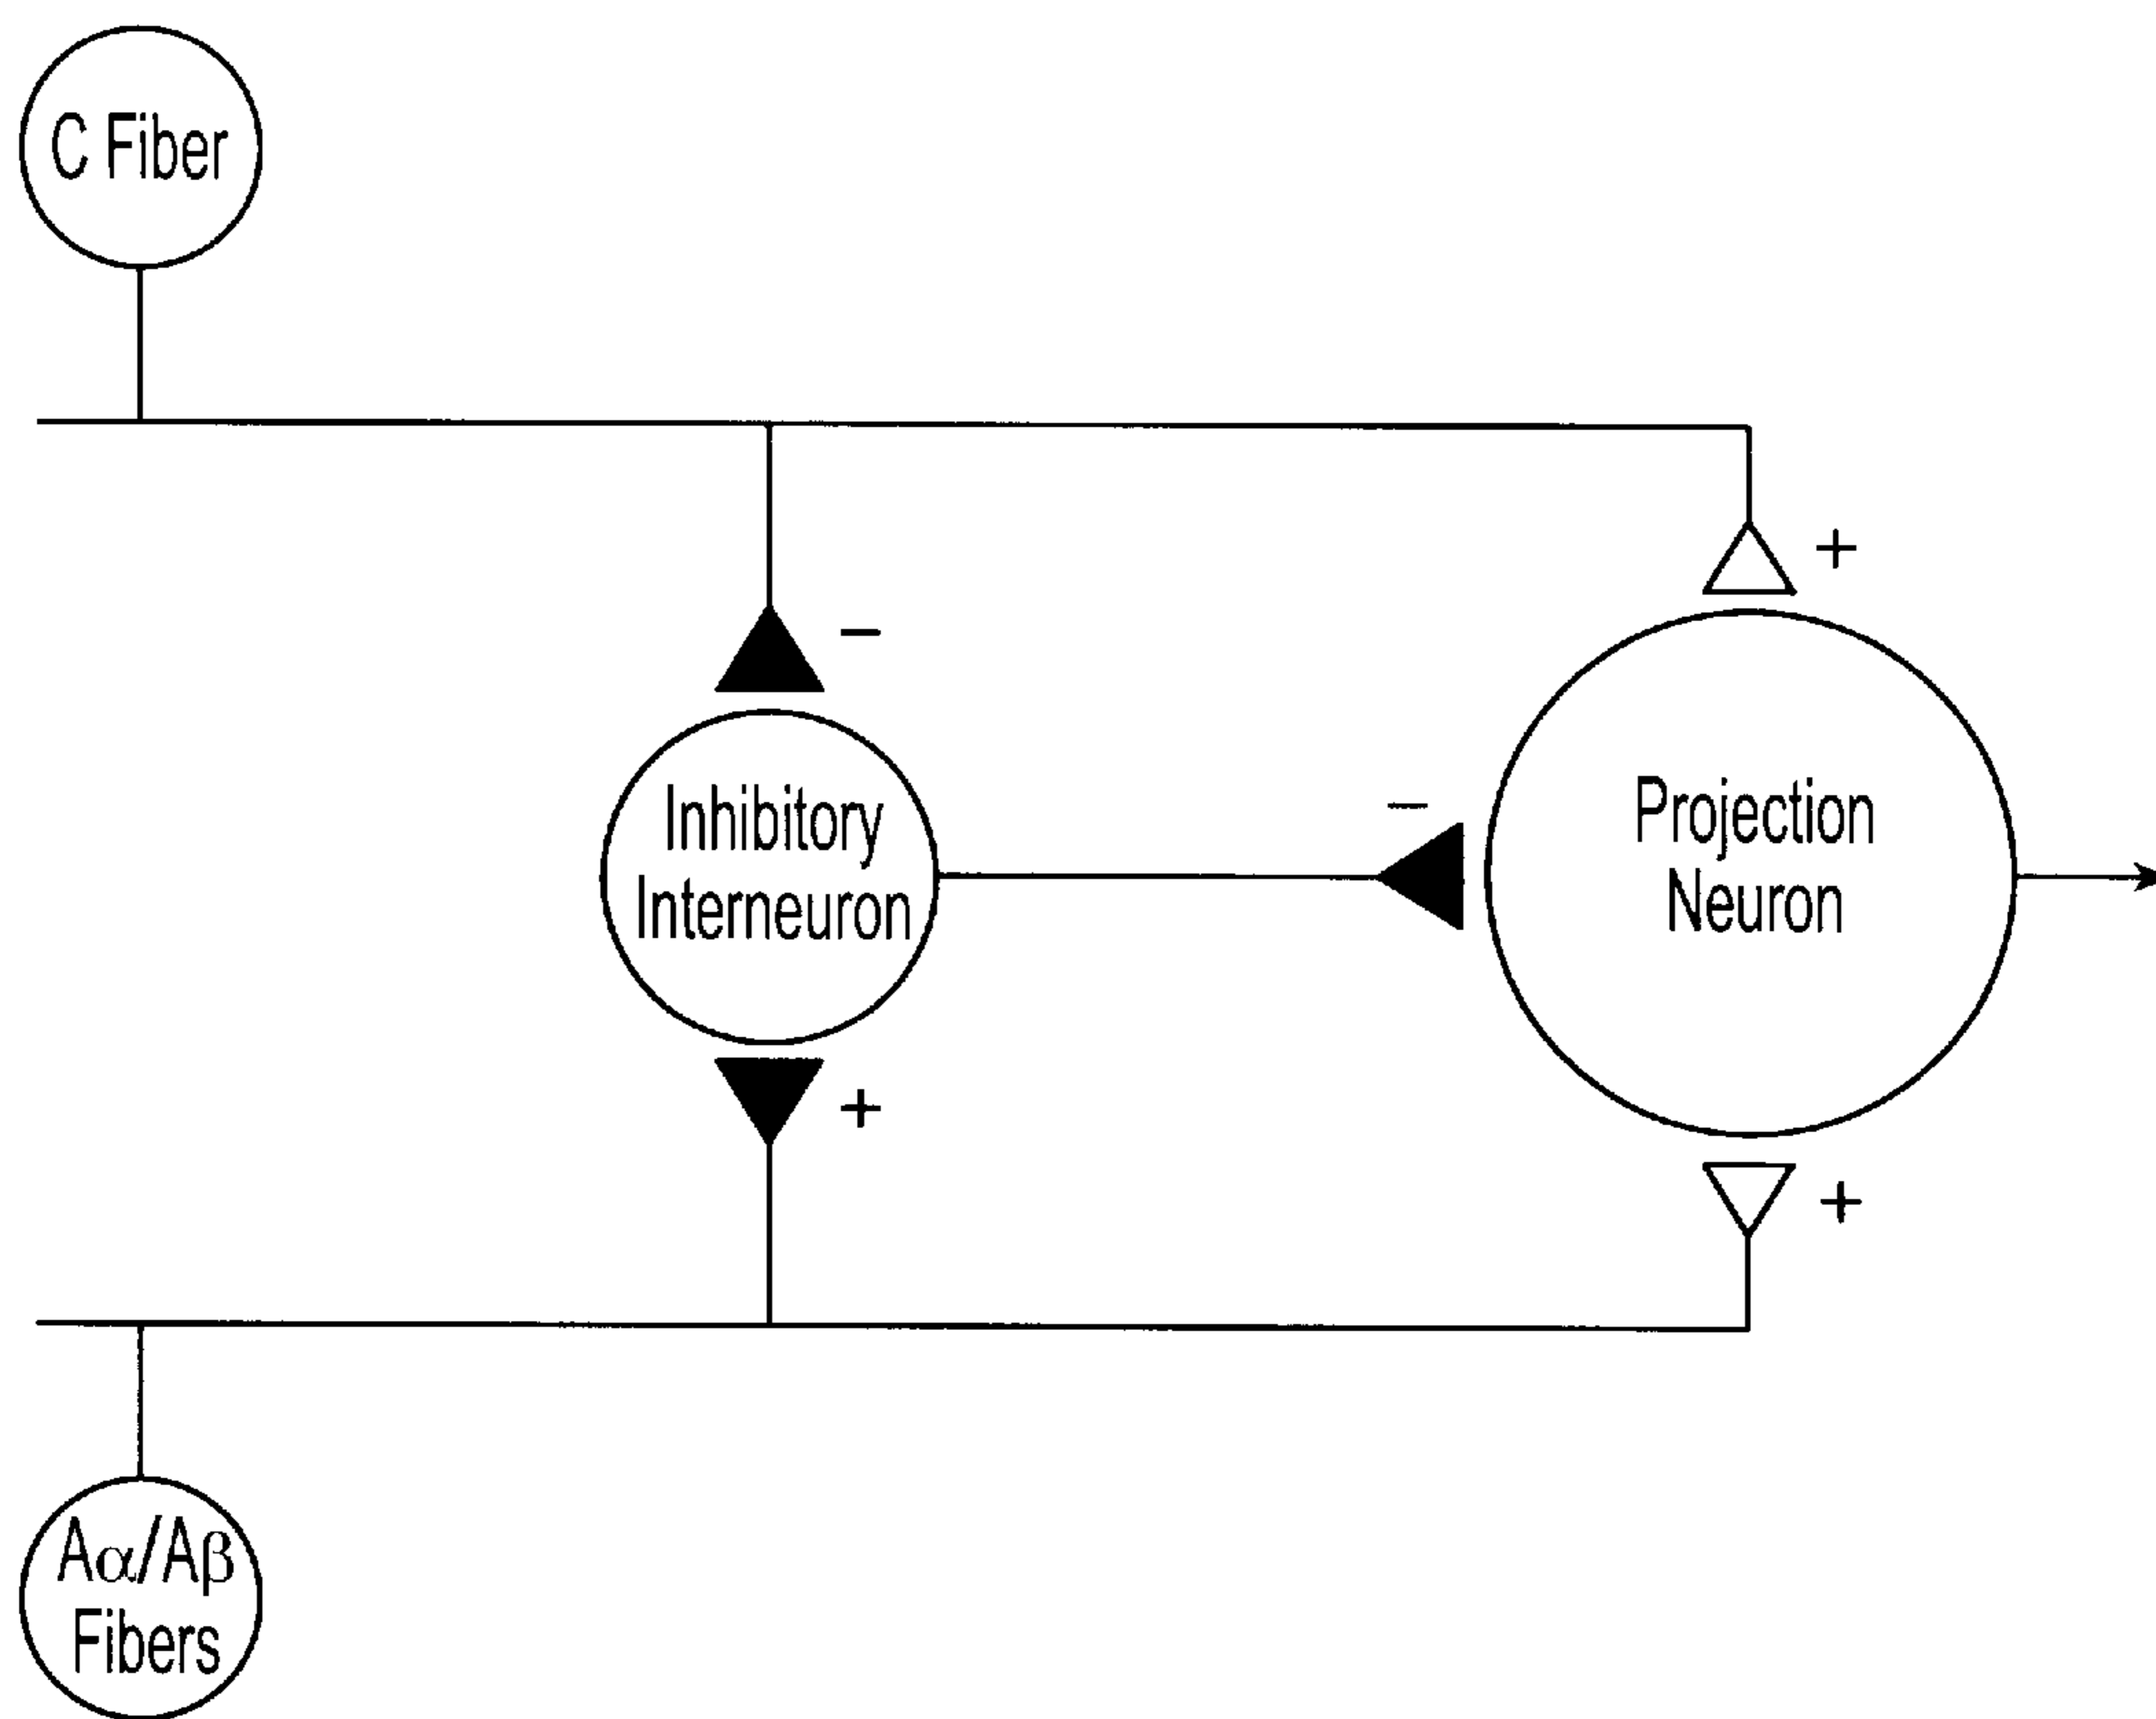 C Fiber
+
−
Inhibitory
Interneuron
−
Projection
Neuron
+
+
Aα/Aβ
Fibers